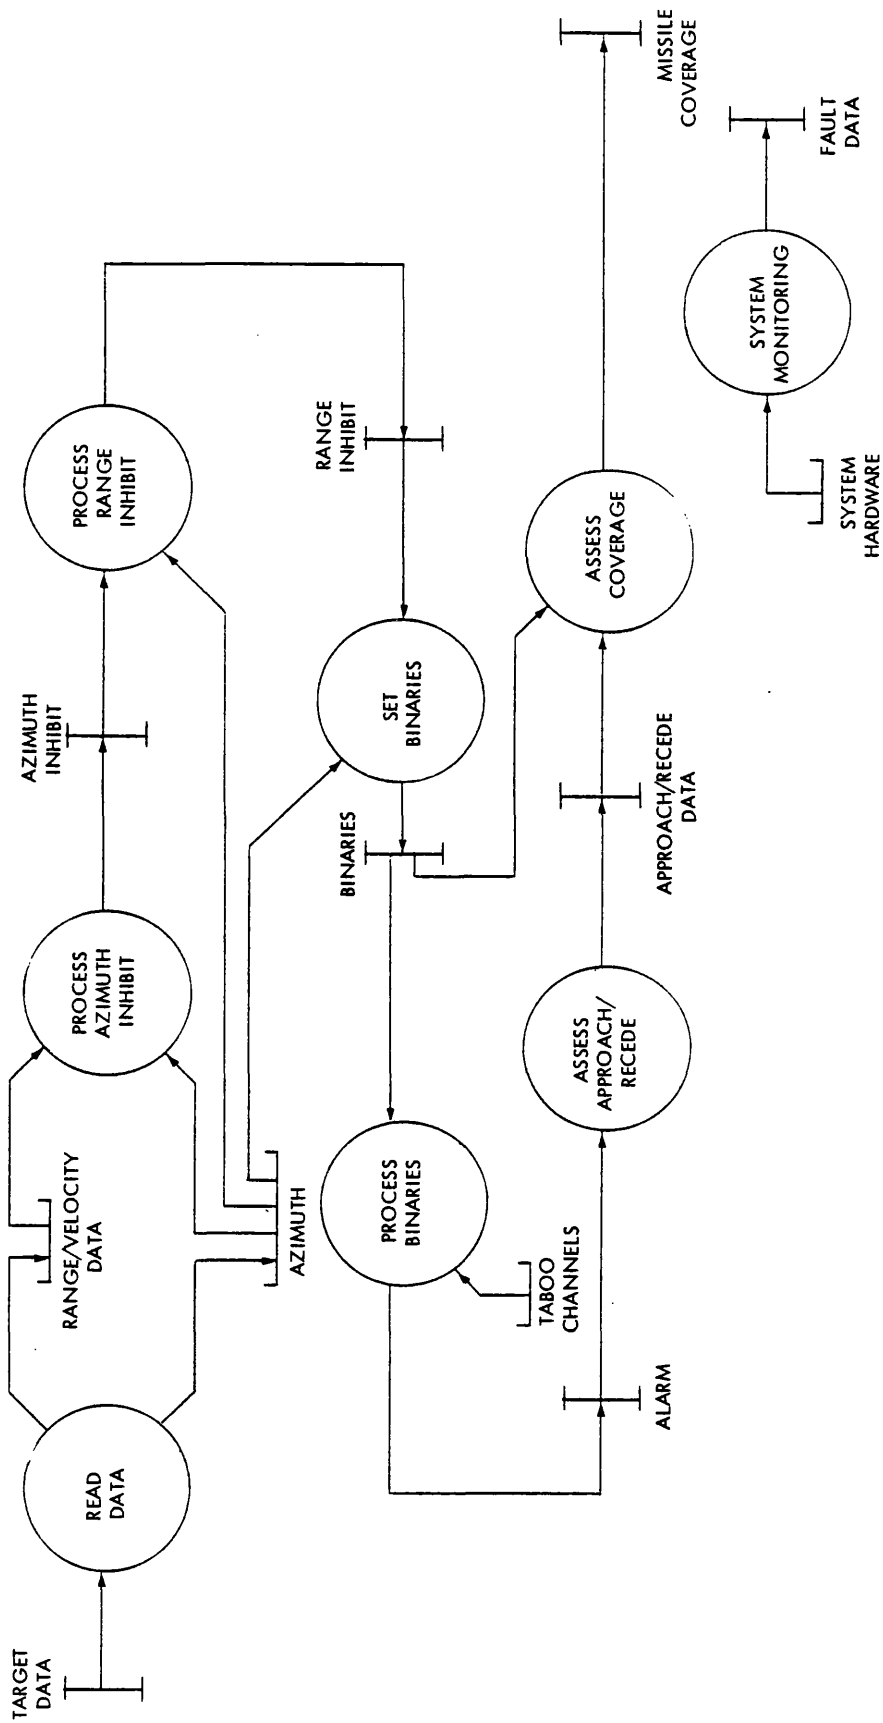 TARGET
DATA
READ
DATA
RANGE/VELOCITY
DATA
AZIMUTH
PROCESS
AZIMUTH
INHIBIT
AZIMUTH
INHIBIT
PROCESS
RANGE
INHIBIT
RANGE
INHIBIT
SET
BINARIES
BINARIES
PROCESS
BINARIES
TABOO
CHANNELS
ALARM
ASSESS
APPROACH/
RECEDE
APPROACH/RECEDE
DATA
ASSESS
COVERAGE
MISSILE
COVERAGE
SYSTEM
HARDWARE
SYSTEM
MONITORING
FAULT
DATA